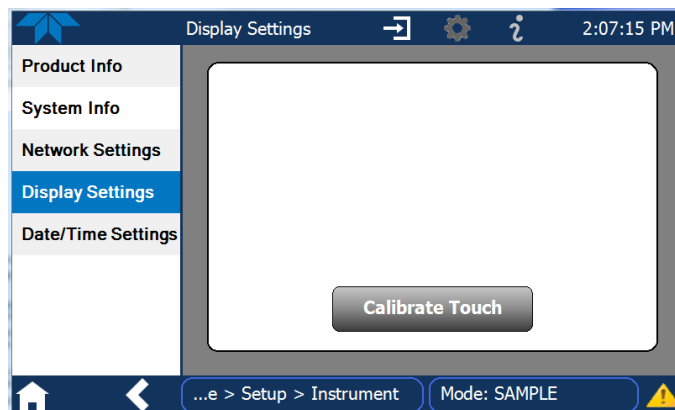 Display Settings 2:07:15 PM
Product Info
System Info
Network Settings
Display Settings
Date/Time Settings
Calibrate Touch
...e > Setup > Instrument Mode: SAMPLE